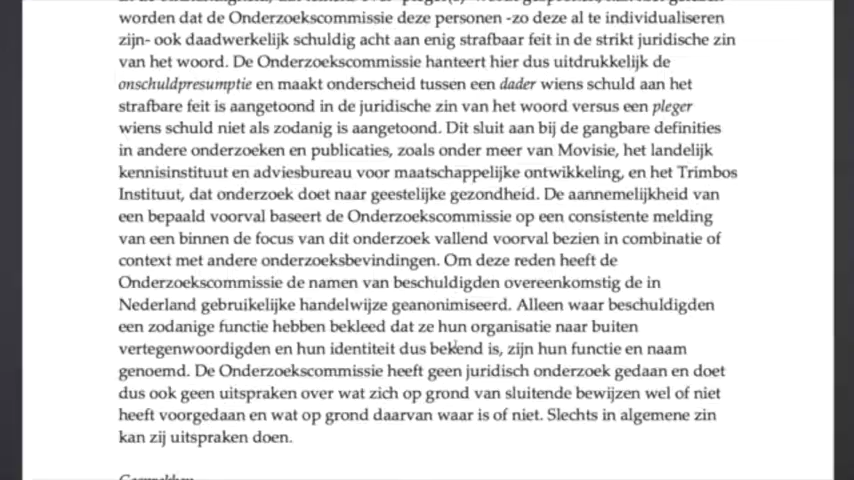 worden dat de Onderzoekscommissie deze personen -zo deze al te individualiseren
zijn- ook daadwerkelijk schuldig acht aan enig strafbaar feit in de strikt juridische zin
van het woord. De Onderzoekscommissie hanteert hier dus uitdrukkelijk de
onschuldpresumptie en maakt onderscheid tussen een dader wiens schuld aan het
strafbare feit is aangetoond in de juridische zin van het woord versus een pleger
wiens schuld niet als zodanig is aangetoond. Dit sluit aan bij de gangbare definities
in andere onderzoeken en publicaties, zoals onder meer van Movisie, het landelijk
kennisinstituut en adviesbureau voor maatschappelijke ontwikkeling, en het Trimbos
Instituut, dat onderzoek doet naar geestelijke gezondheid. De aannemelijkheid van
een bepaald voorval baseert de Onderzoekscommissie op een consistente melding
van een binnen de focus van dit onderzoek vallend voorval bezien in combinatie of
context met andere onderzoeksbevindingen. Om deze reden heeft de
Onderzoekscommissie de namen van beschuldigden overeenkomstig de in
Nederland gebruikelijke handelwijze geanonimiseerd. Alleen waar beschuldigden
een zodanige functie hebben bekleed dat ze hun organisatie naar buiten
vertegenwoordigden en hun identiteit dus bekend is, zijn hun functie en naam
genoemd. De Onderzoekscommissie heeft geen juridisch onderzoek gedaan en doet
dus ook geen uitspraken over wat zich op grond van sluitende bewijzen wel of niet
heeft voorgedaan en wat op grond daarvan waar is of niet. Slechts in algemene zin
kan zij uitspraken doen.